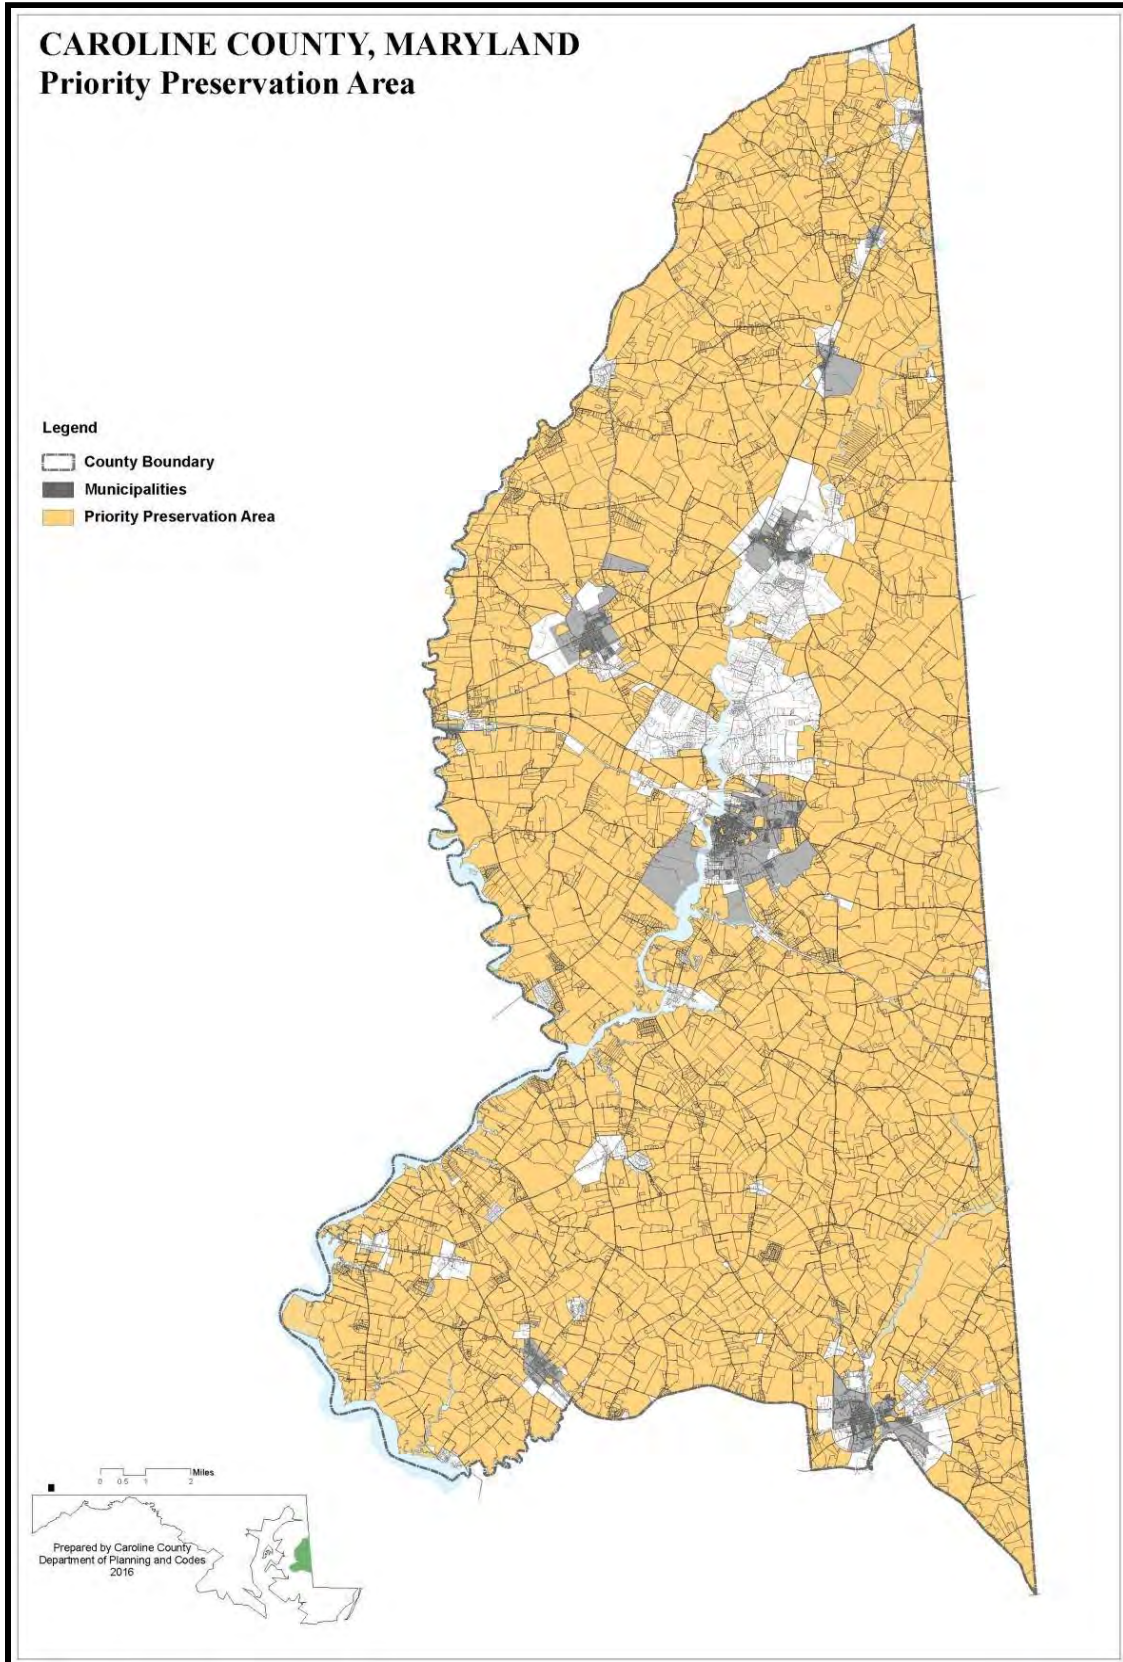 CAROLINE COUNTY, MARYLAND
Priority Preservation Area
Legend
County Boundary
Municipalities
Priority Preservation Area
Miles
0 0.5 1 2
Prepared by Caroline County
Department of Planning and Codes
2016